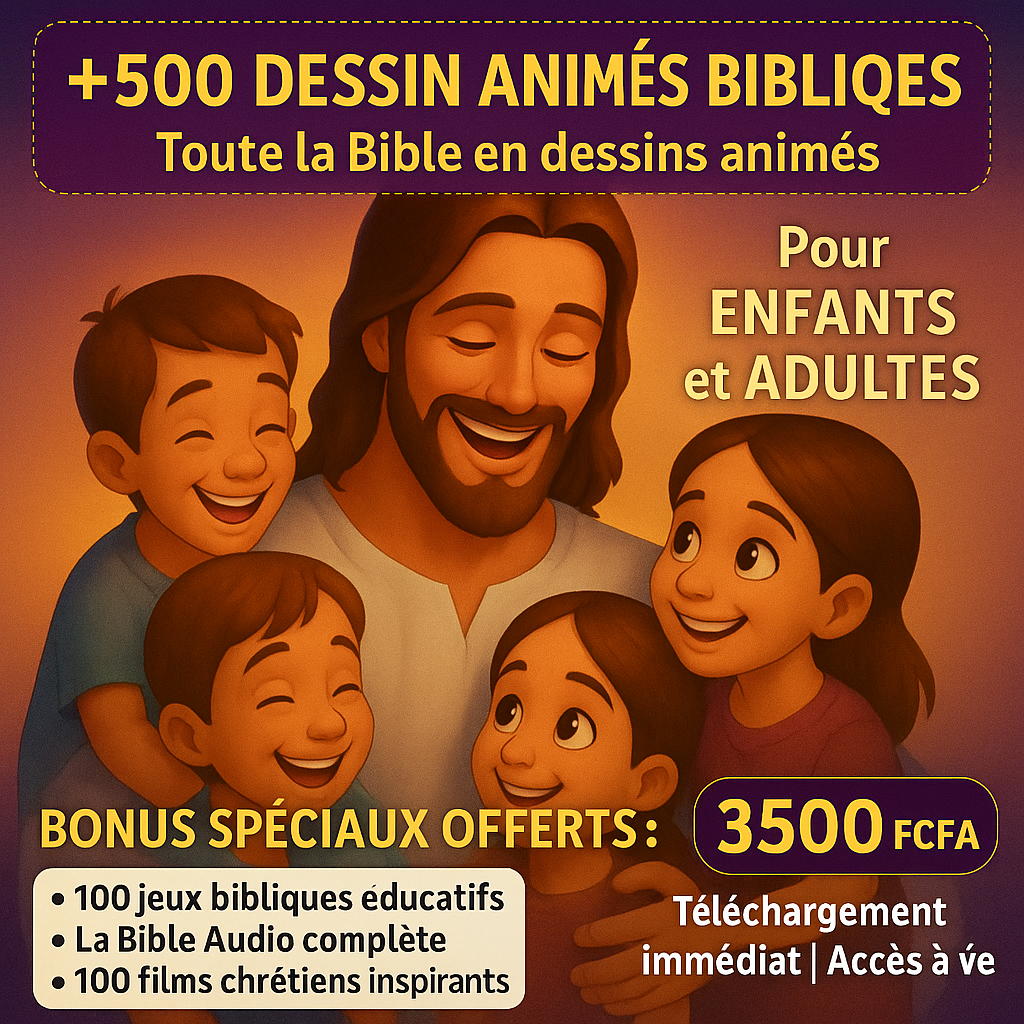 +500 DESSIN ANIMÉS BIBLIQES
Toute la Bible en dessins animés
Pour
ENFANTS
et ADULTES
BONUS SPÉCIAUX OFFERTS :
• 100 jeux bibliques éducatifs
• La Bible Audio complète
• 100 films chrétiens inspirants
3500 FCFA
Téléchargement
immédiat | Accès à ve